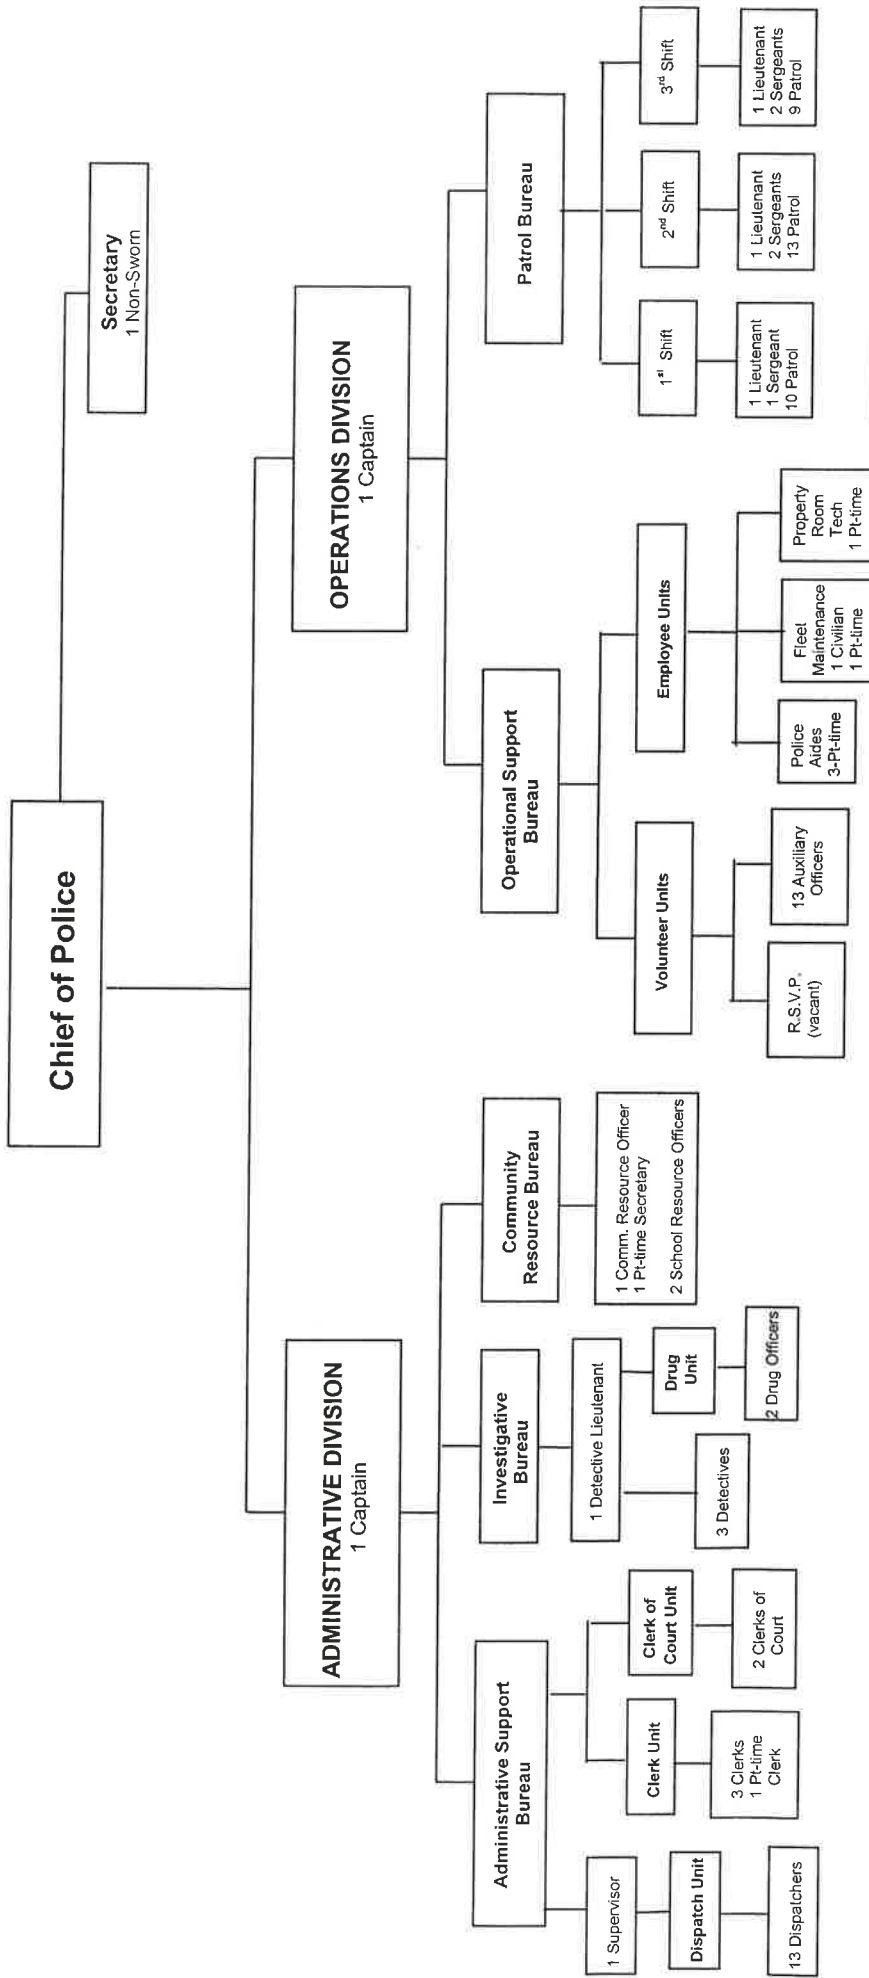 Chief of Police
Secretary
1 Non-Sworn
ADMINISTRATIVE DIVISION
1 Captain
OPERATIONS DIVISION
1 Captain
Administrative Support
Bureau
Investigative
Bureau
Community
Resource Bureau
Operational Support
Bureau
Patrol Bureau
1 Supervisor
Dispatch Unit
13 Dispatchers
Clerk Unit
3 Clerks
1 Pt-time
Clerk
Clerk of
Court Unit
2 Clerks of
Court
1 Detective Lieutenant
3 Detectives
Drug
Unit
2 Drug Officers
1 Comm. Resource Officer
1 Pt-time Secretary
2 School Resource Officers
Volunteer Units
R.S.V.P.
(vacant)
13 Auxiliary
Officers
Employee Units
Police
Aides
3-Pt-time
Fleet
Maintenance
1 Civilian
1 Pt-time
Property
Room
Tech
1 Pt-time
1st Shift
1 Lieutenant
1 Sergeant
10 Patrol
2nd Shift
1 Lieutenant
2 Sergeants
13 Patrol
3rd Shift
1 Lieutenant
2 Sergeants
9 Patrol